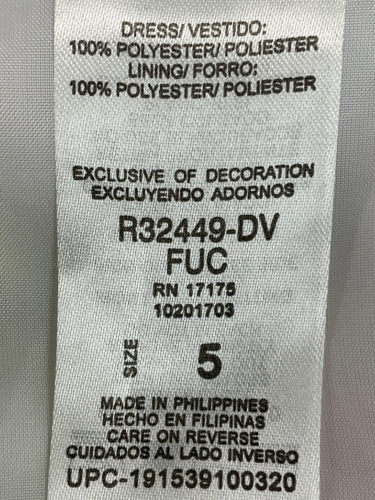 DRESS/ VESTIDO:
100% POLYESTER/ POLIESTER
LINING/ FORRO:
100% POLYESTER/ POLIESTER
EXCLUSIVE OF DECORATION
EXCLUYENDO ADORNOS
R32449-DV
FUC
RN 17175
10201703
SIZE 5
MADE IN PHILIPPINES
HECHO EN FILIPINAS
CARE ON REVERSE
CUIDADOS AL LADO INVERSO
UPC-191539100320